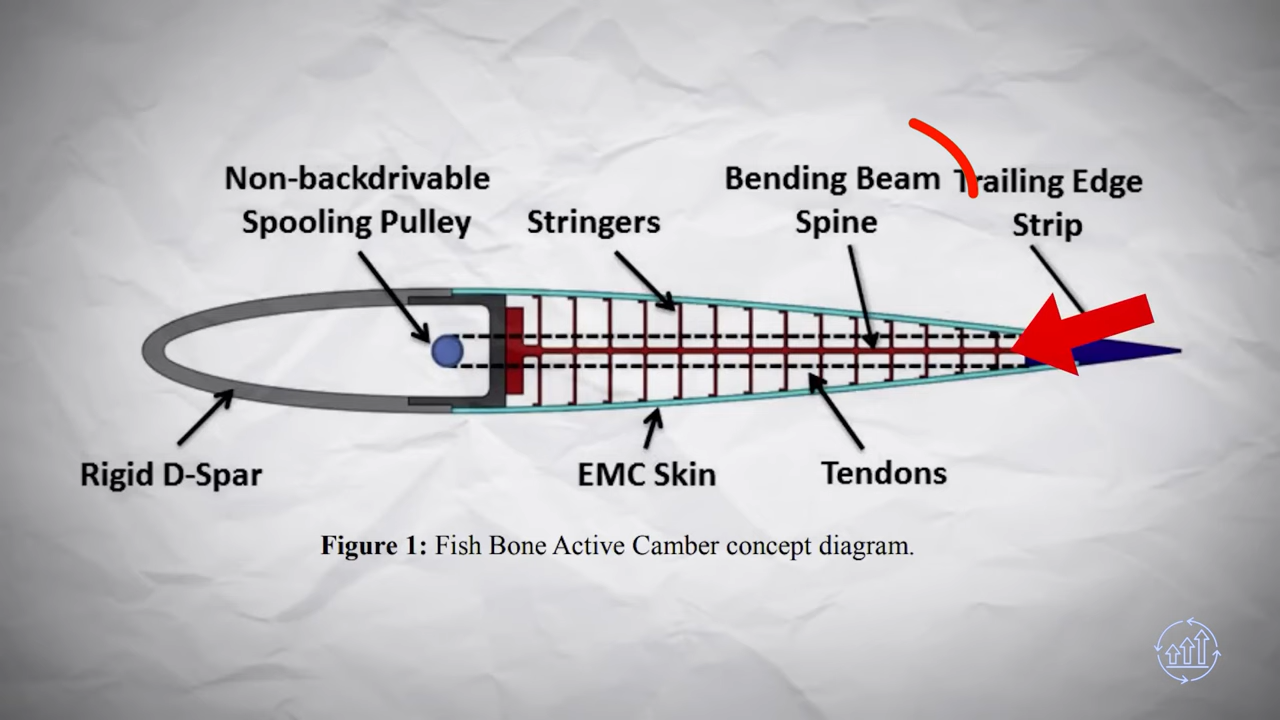 Non-backdrivable
Spooling Pulley
Stringers
Bending Beam
Spine
Trailing Edge
Strip
Rigid D-Spar
EMC Skin
Tendons
Figure 1: Fish Bone Active Camber concept diagram.